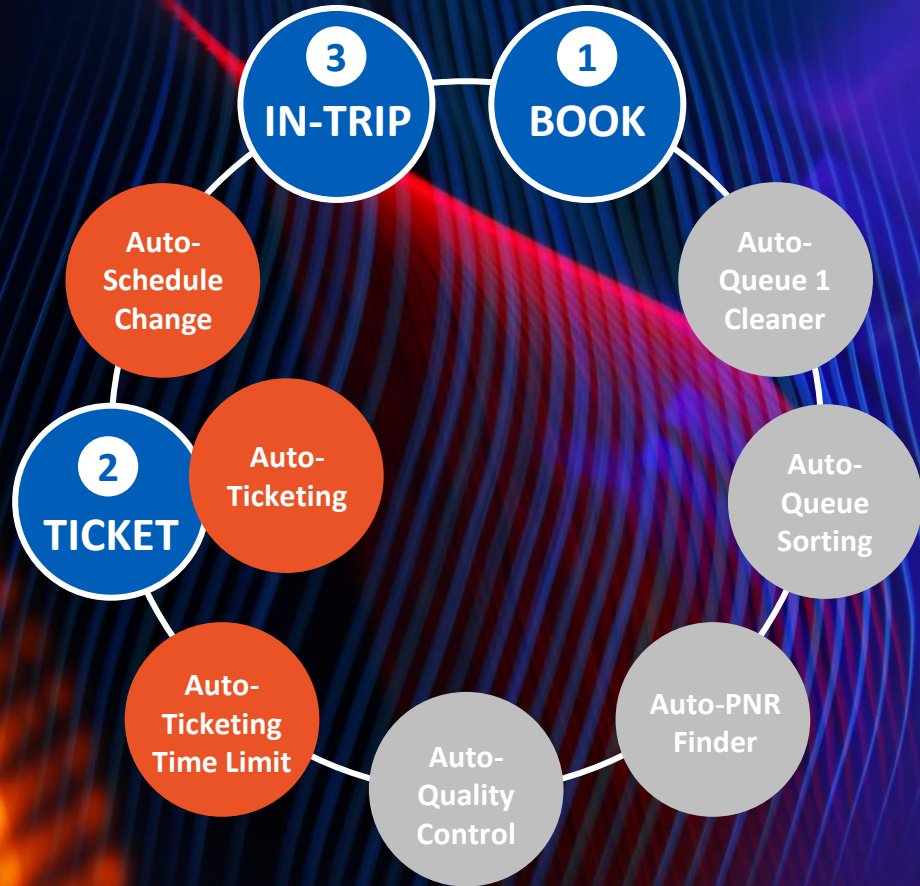 1
BOOK
Auto-
Queue 1
Cleaner
Auto-
Queue
Sorting
Auto-PNR
Finder
Auto-
Quality
Control
Auto-
Ticketing
Time Limit
2
TICKET
Auto-
Ticketing
Auto-
Schedule
Change
3
IN-TRIP